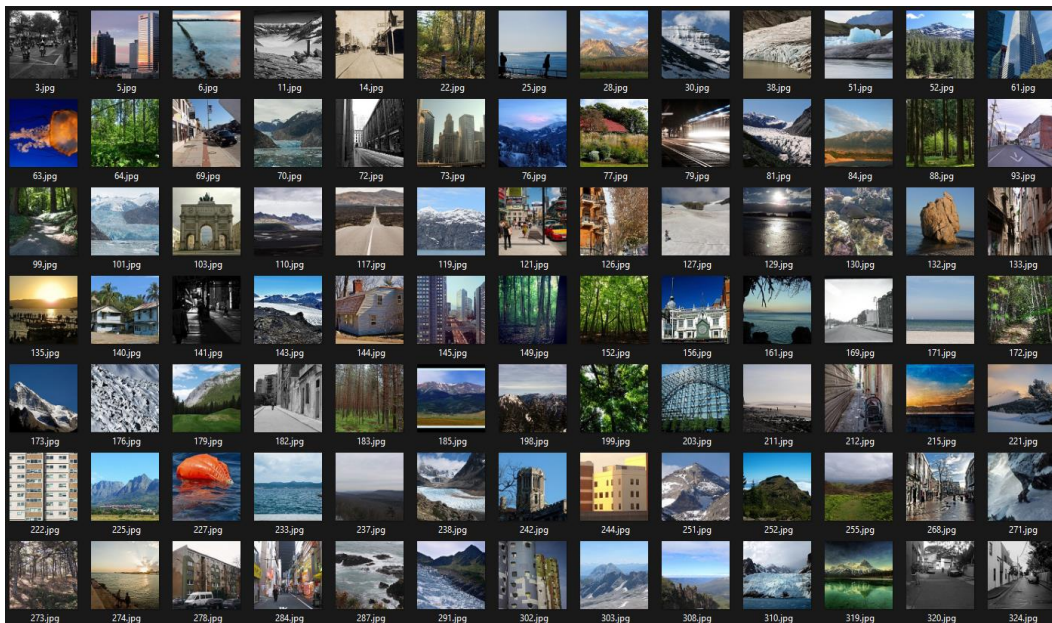 3.jpg 5.jpg 6.jpg 11.jpg 14.jpg 22.jpg 25.jpg 28.jpg 30.jpg 38.jpg 51.jpg 52.jpg 61.jpg
63.jpg 64.jpg 69.jpg 70.jpg 72.jpg 73.jpg 76.jpg 77.jpg 79.jpg 81.jpg 84.jpg 88.jpg 93.jpg
99.jpg 101.jpg 103.jpg 110.jpg 117.jpg 119.jpg 121.jpg 126.jpg 127.jpg 129.jpg 130.jpg 132.jpg 133.jpg
135.jpg 140.jpg 141.jpg 143.jpg 144.jpg 145.jpg 149.jpg 152.jpg 156.jpg 161.jpg 169.jpg 171.jpg 172.jpg
173.jpg 176.jpg 179.jpg 182.jpg 183.jpg 185.jpg 198.jpg 199.jpg 203.jpg 211.jpg 212.jpg 215.jpg 221.jpg
222.jpg 225.jpg 227.jpg 233.jpg 237.jpg 238.jpg 242.jpg 244.jpg 251.jpg 252.jpg 255.jpg 268.jpg 271.jpg
273.jpg 274.jpg 278.jpg 284.jpg 287.jpg 291.jpg 302.jpg 303.jpg 308.jpg 310.jpg 319.jpg 320.jpg 324.jpg